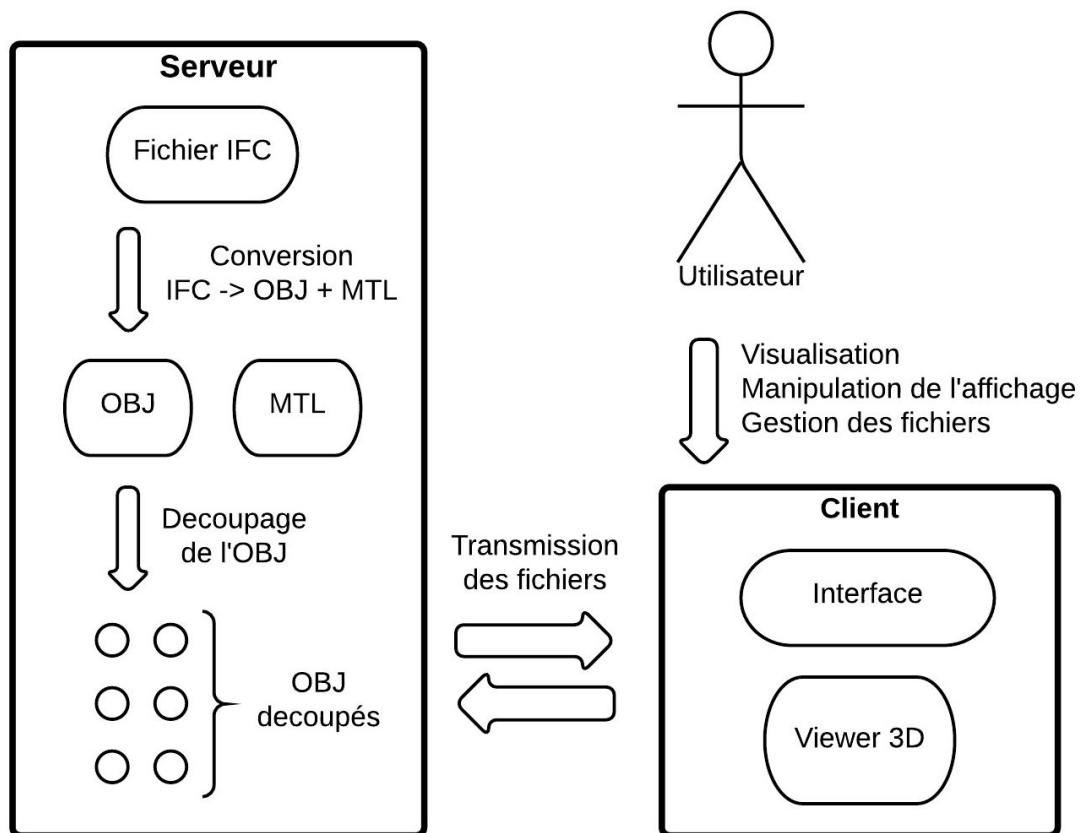 Serveur
Fichier IFC
Conversion
IFC -> OBJ + MTL
OBJ
MTL
Decoupage
de l'OBJ
OBJ
decoupés
Transmission
des fichiers
Utilisateur
Visualisation
Manipulation de l'affichage
Gestion des fichiers
Client
Interface
Viewer 3D